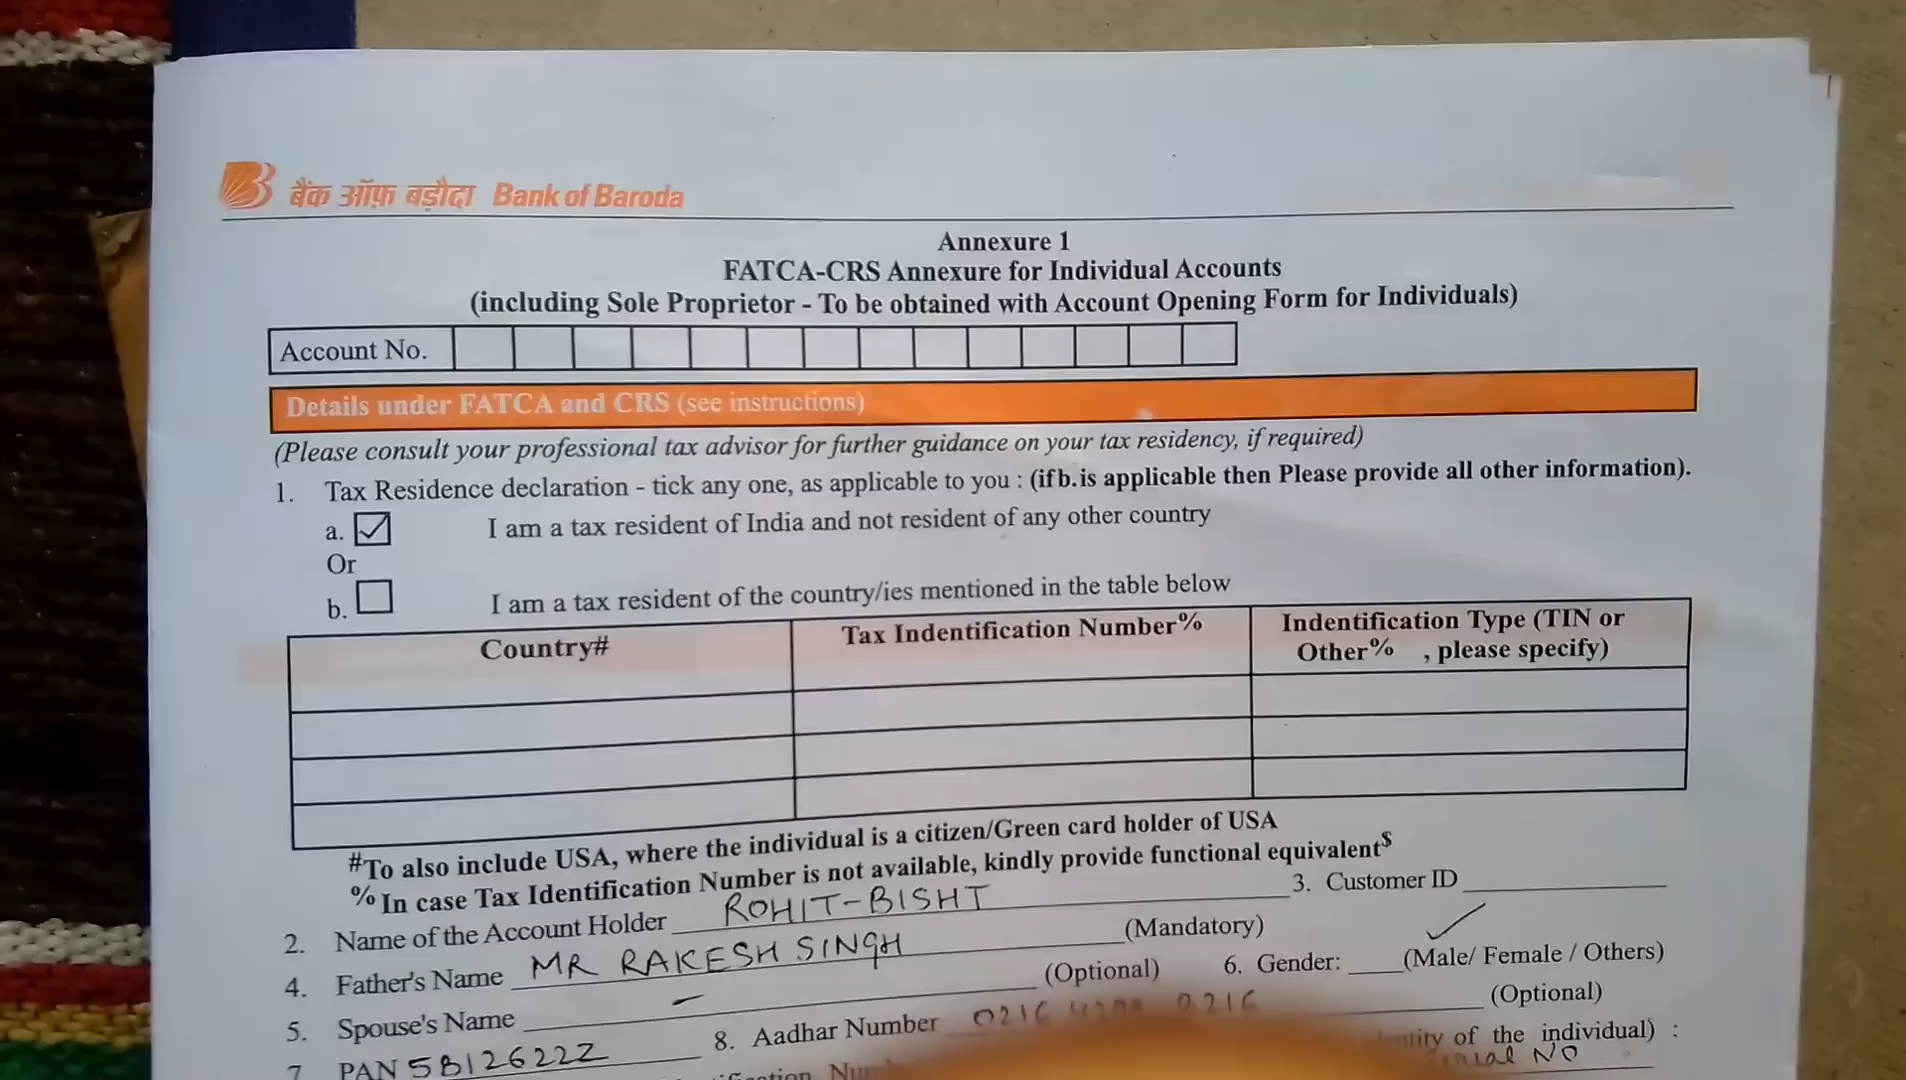 बैंक ऑफ़ बड़ौदा Bank of Baroda
Annexure 1
FATCA-CRS Annexure for Individual Accounts
(including Sole Proprietor - To be obtained with Account Opening Form for Individuals)
Account No.
Details under FATCA and CRS (see instructions)
(Please consult your professional tax advisor for further guidance on your tax residency, if required)
1. Tax Residence declaration - tick any one, as applicable to you : (if b.is applicable then Please provide all other information).
a. I am a tax resident of India and not resident of any other country
Or
b. I am a tax resident of the country/ies mentioned in the table below
Country# Tax Indentification Number% Indentification Type (TIN or
Other% , please specify)
#To also include USA, where the individual is a citizen/Green card holder of USA
% In case Tax Identification Number is not available, kindly provide functional equivalent$
2. Name of the Account Holder ROHIT-BISHT 3. Customer ID
4. Father's Name MR RAKESH SINGH (Mandatory)
5. Spouse's Name (Optional) 6. Gender: (Male/ Female / Others)
7 PAN 58126222 8. Aadhar Number 0216 (Optional)
of the individual) :
NO